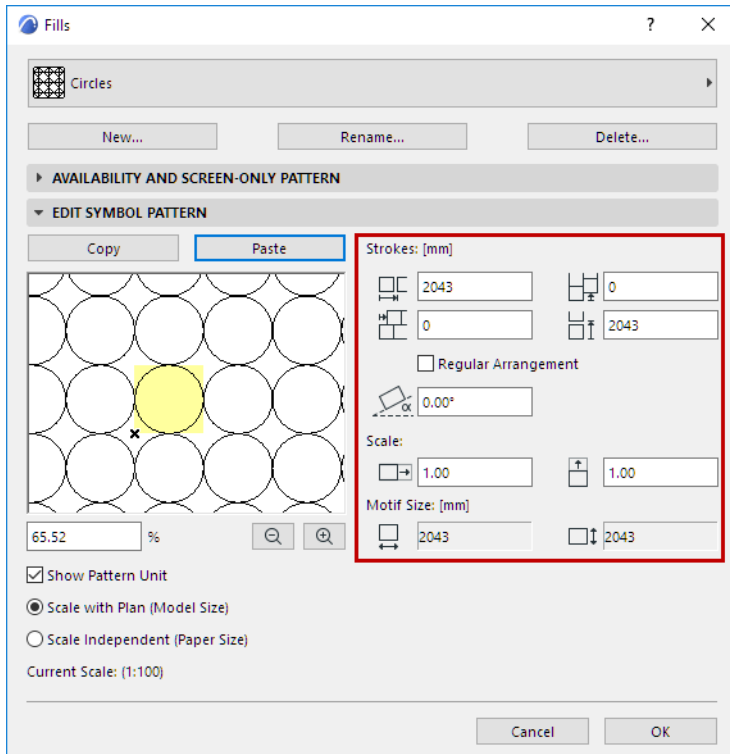 Fills
?
Circles
New...
Rename...
Delete...
AVAILABILITY AND SCREEN-ONLY PATTERN
EDIT SYMBOL PATTERN
Copy
Paste
Strokes: [mm]
2043
0
0
2043
Regular Arrangement
α
0.00°
Scale:
1.00
1.00
Motif Size: [mm]
2043
2043
65.52
%
Show Pattern Unit
Scale with Plan (Model Size)
Scale Independent (Paper Size)
Current Scale: (1:100)
Cancel
OK